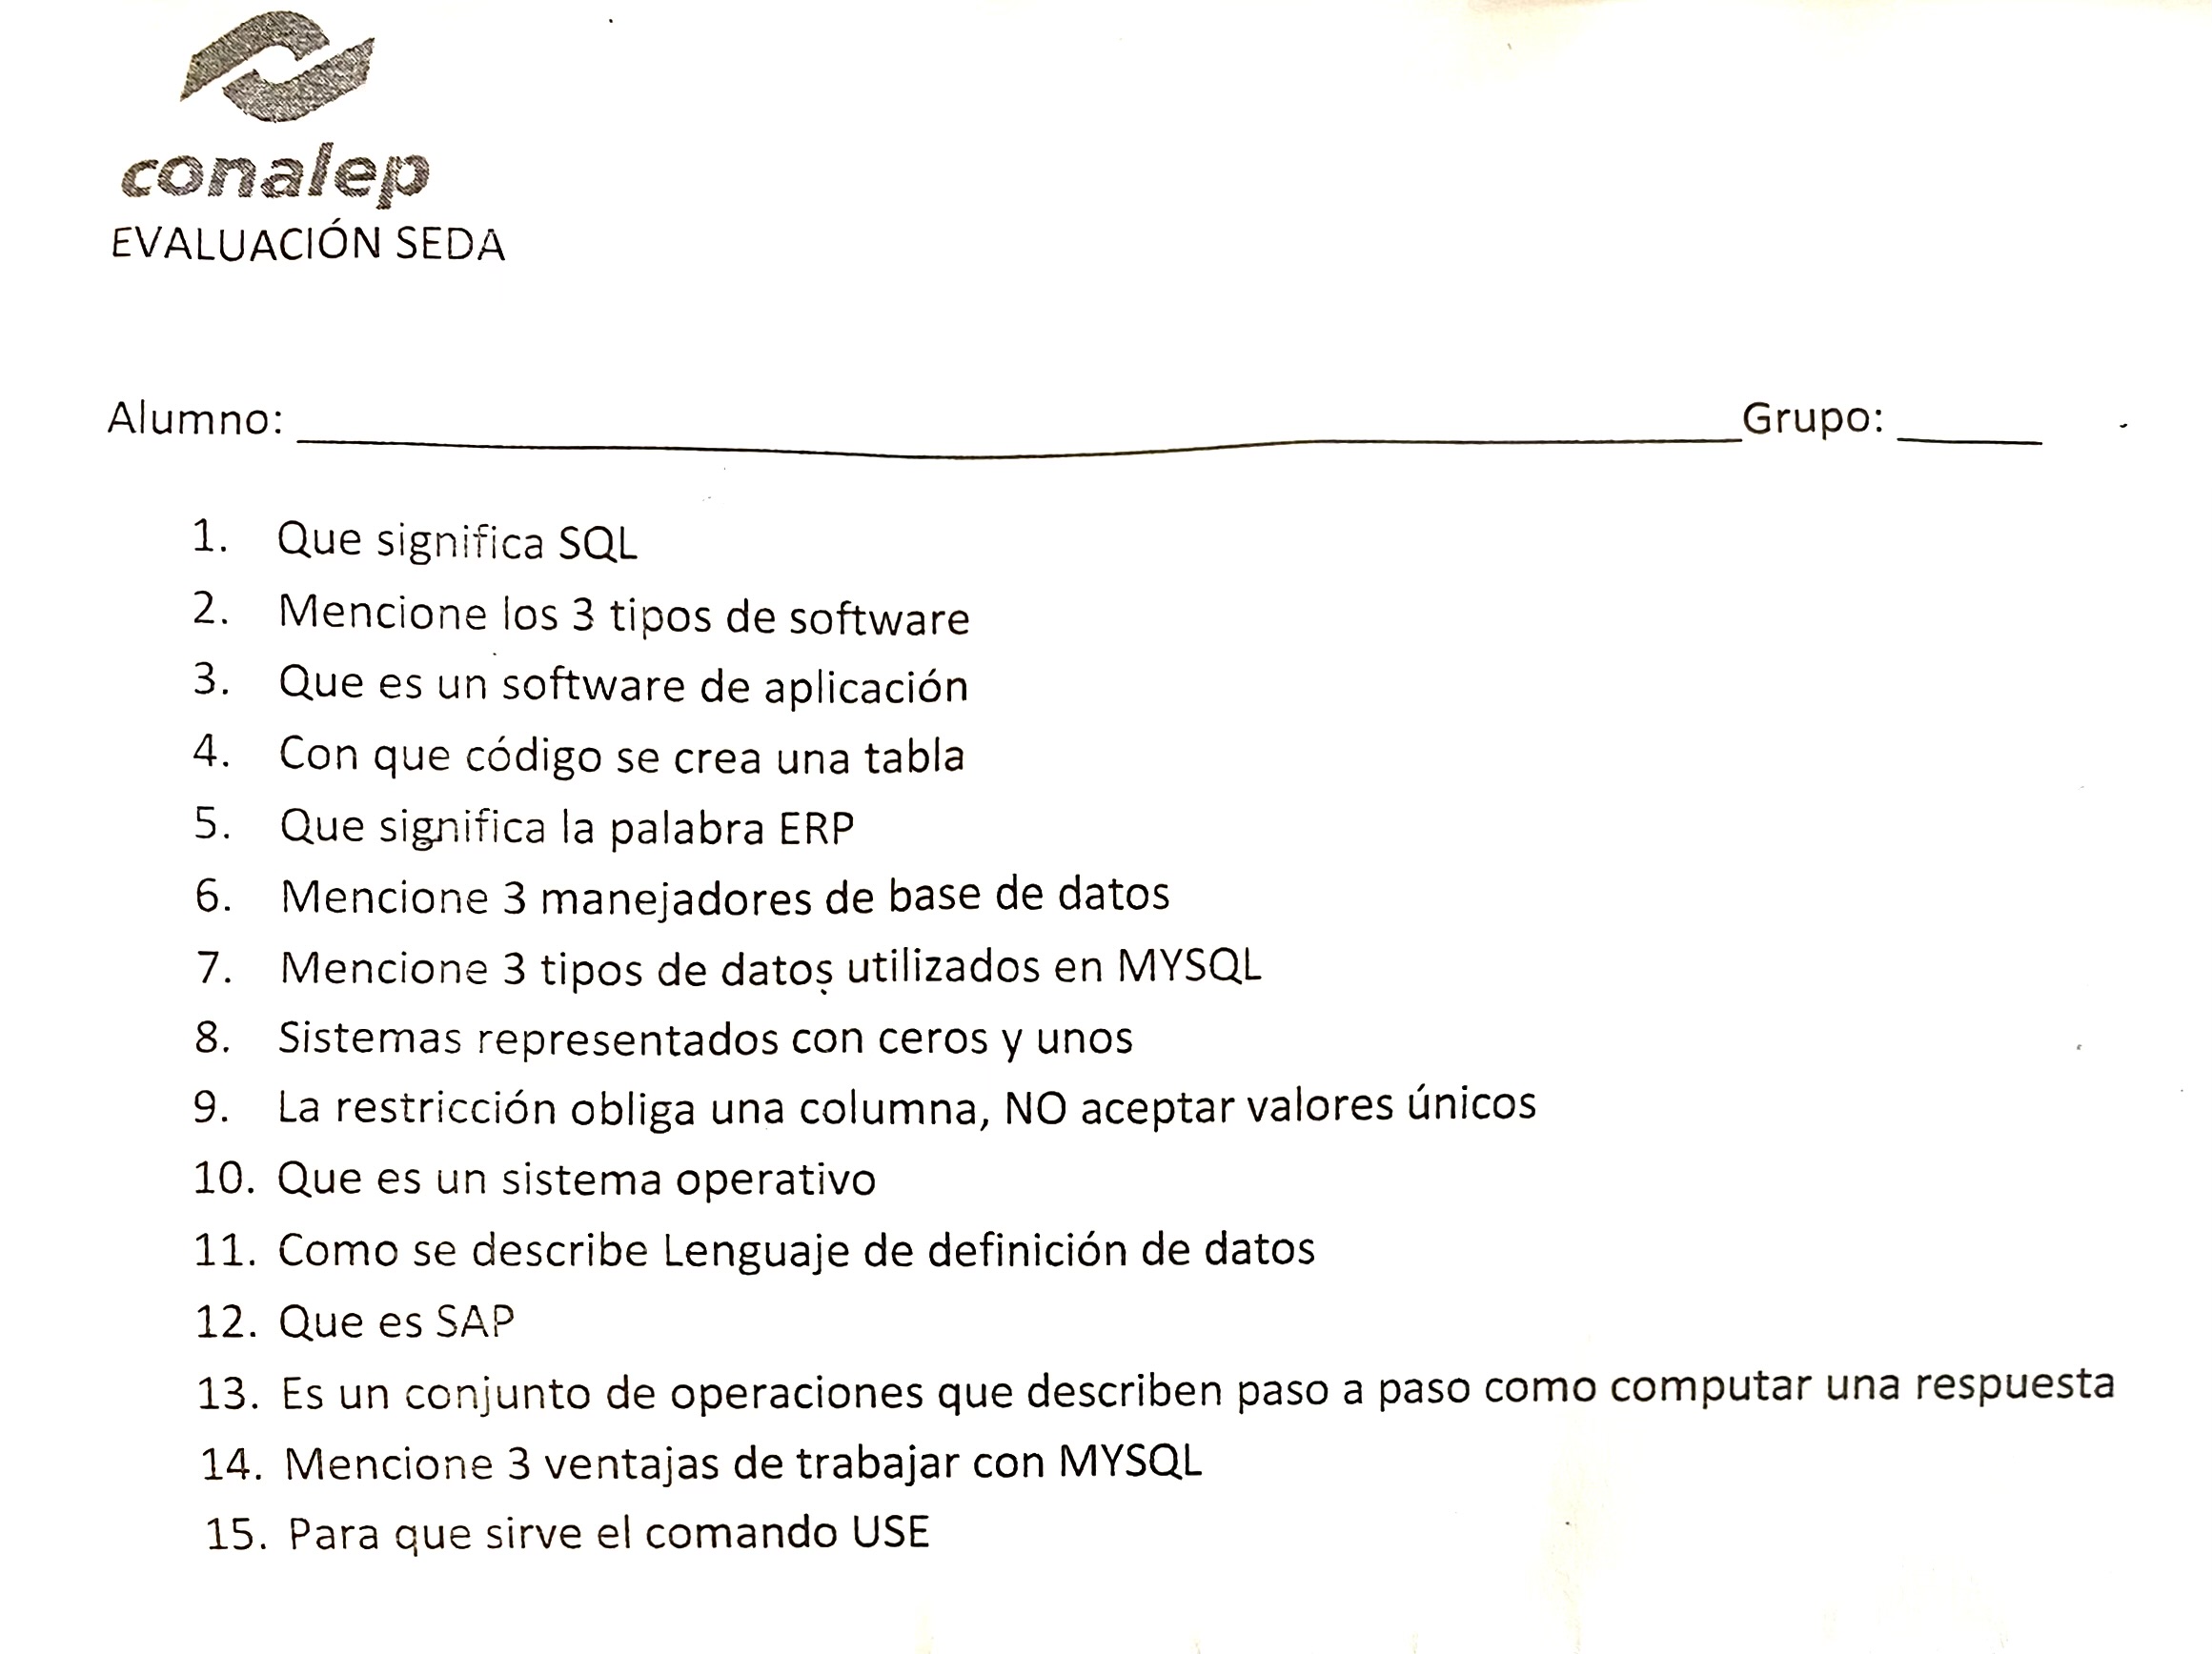 conalep
EVALUACIÓN SEDA
Alumno: Grupo:
1. Que significa SQL
2. Mencione los 3 tipos de software
3. Que es un software de aplicación
4. Con que código se crea una tabla
5. Que significa la palabra ERP
6. Mencione 3 manejadores de base de datos
7. Mencione 3 tipos de datos utilizados en MYSQL
8. Sistemas representados con ceros y unos
9. La restricción obliga una columna, NO aceptar valores únicos
10. Que es un sistema operativo
11. Como se describe Lenguaje de definición de datos
12. Que es SAP
13. Es un conjunto de operaciones que describen paso a paso como computar una respuesta
14. Mencione 3 ventajas de trabajar con MYSQL
15. Para que sirve el comando USE